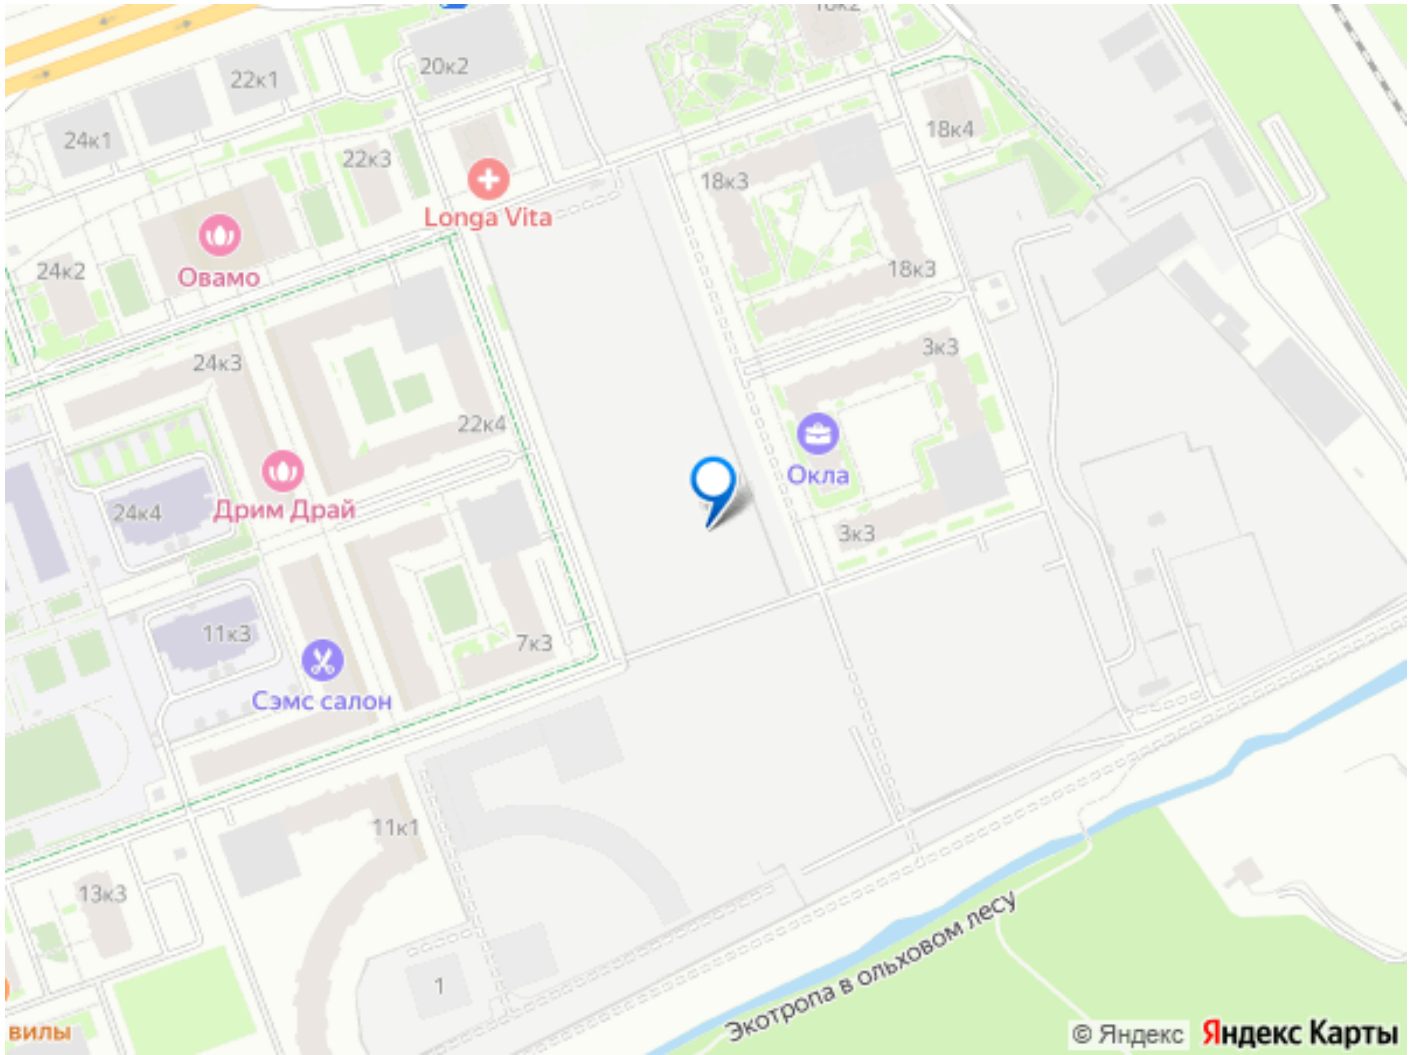 18к2
20к2
22к1
24к1
22к3
18к4
18к3
Longa Vita
24к2
Овамо
18к3
24к3
3к3
22к4
Окла
Дрим Драй
24к4
3к3
11к3
7к3
Сэмс салон
11к1
13к3
1
Экотропа в ольховом лесу
вилы
© Яндекс Яндекс Карты